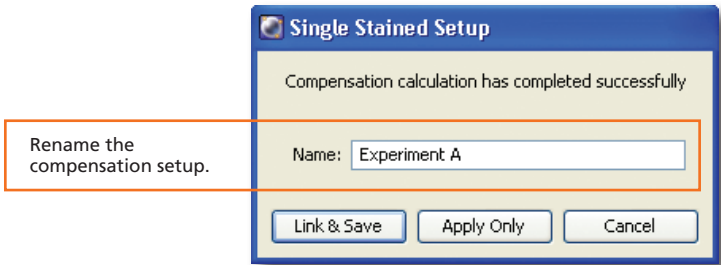 Single Stained Setup
Compensation calculation has completed successfully
Rename the
compensation setup.
Name: Experiment A
Link & Save Apply Only Cancel